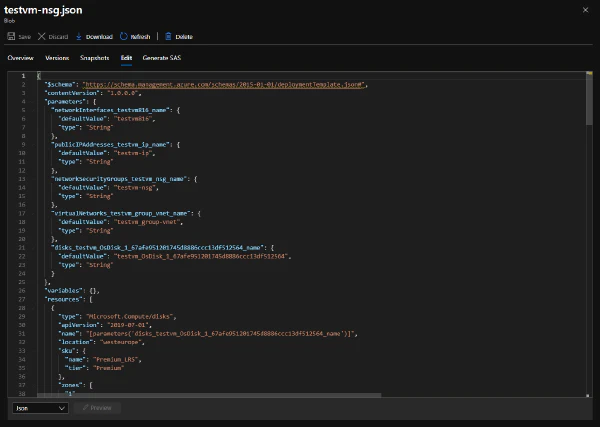 testvm-nsg.json
Blob
Save Discard Download Refresh Delete
Overview Versions Snapshots Edit Generate SAS
1 {
2 "$schema": "https://schema.management.azure.com/schemas/2015-01-01/deploymentTemplate.json#",
3 "contentVersion": "1.0.0.0",
4 "parameters": {
5 "networkInterfaces_testvm816_name": {
6 "defaultValue": "testvm816",
7 "type": "String"
8 },
9 "publicIPAddresses_testvm_ip_name": {
10 "defaultValue": "testvm-ip",
11 "type": "String"
12 },
13 "networkSecurityGroups_testvm_nsg_name": {
14 "defaultValue": "testvm-nsg",
15 "type": "String"
16 },
17 "virtualNetworks_testvm_group_vnet_name": {
18 "defaultValue": "testvm_group-vnet",
19 "type": "String"
20 },
21 "disks_testvm_OsDisk_1_67afe951201745d8886ccc13df512564_name": {
22 "defaultValue": "testvm_OsDisk_1_67afe951201745d8886ccc13df512564",
23 "type": "String"
24 }
25 },
26 "variables": {},
27 "resources": [
28 {
29 "type": "Microsoft.Compute/disks",
30 "apiVersion": "2019-07-01",
31 "name": "[parameters('disks_testvm_OsDisk_1_67afe951201745d8886ccc13df512564_name')]",
32 "location": "westeurope",
33 "sku": {
34 "name": "Premium_LRS",
35 "tier": "Premium"
36 },
37 "zones": [
38 "1"
Json Preview